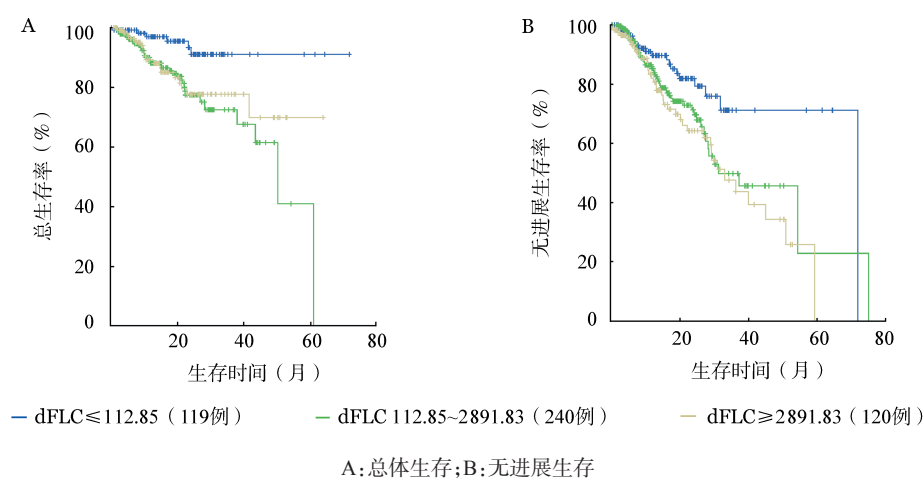 A
总生存率（%）
100
80
60
40
20
0
20 40 60 80
生存时间（月）
B
无进展生存率（%）
100
80
60
40
20
0
20 40 60 80
生存时间（月）
dFLC≤112.85（119例） dFLC 112.85~2891.83（240例） dFLC≥2891.83（120例）
A:总体生存;B:无进展生存